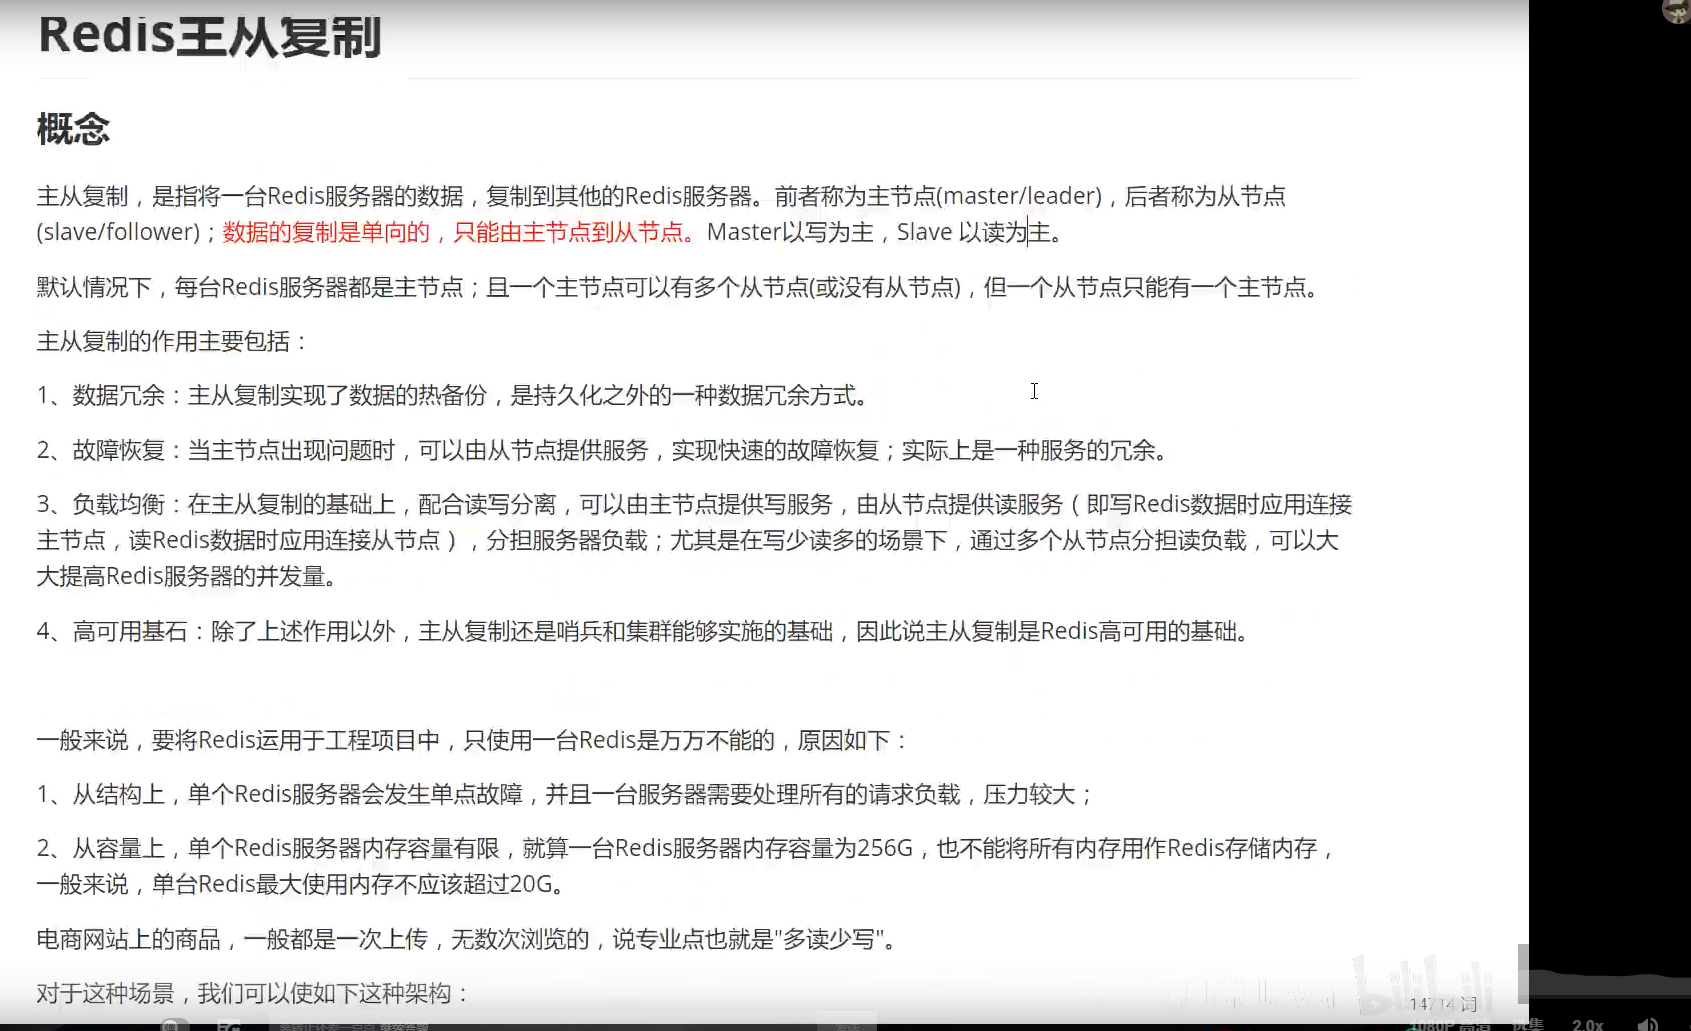 Redis主从复制
概念
主从复制，是指将一台Redis服务器的数据，复制到其他的Redis服务器。前者称为主节点(master/leader)，后者称为从节点
(slave/follower)；数据的复制是单向的，只能由主节点到从节点。Master以写为主，Slave 以读为主。
默认情况下，每台Redis服务器都是主节点；且一个主节点可以有多个从节点(或没有从节点)，但一个从节点只能有一个主节点。
主从复制的作用主要包括：
1、数据冗余：主从复制实现了数据的热备份，是持久化之外的一种数据冗余方式。
2、故障恢复：当主节点出现问题时，可以由从节点提供服务，实现快速的故障恢复；实际上是一种服务的冗余。
3、负载均衡：在主从复制的基础上，配合读写分离，可以由主节点提供写服务，由从节点提供读服务（即写Redis数据时应用连接
主节点，读Redis数据时应用连接从节点），分担服务器负载；尤其是在写少读多的场景下，通过多个从节点分担读负载，可以大
大提高Redis服务器的并发量。
4、高可用基石：除了上述作用以外，主从复制还是哨兵和集群能够实施的基础，因此说主从复制是Redis高可用的基础。
一般来说，要将Redis运用于工程项目中，只使用一台Redis是万万不能的，原因如下：
1、从结构上，单个Redis服务器会发生单点故障，并且一台服务器需要处理所有的请求负载，压力较大；
2、从容量上，单个Redis服务器内存容量有限，就算一台Redis服务器内存容量为256G，也不能将所有内存用作Redis存储内存，
一般来说，单台Redis最大使用内存不应该超过20G。
电商网站上的商品，一般都是一次上传，无数次浏览的，说专业点也就是"多读少写"。
对于这种场景，我们可以使如下这种架构：
bilibili
14714 词
1080P 高清 选集 2.0x